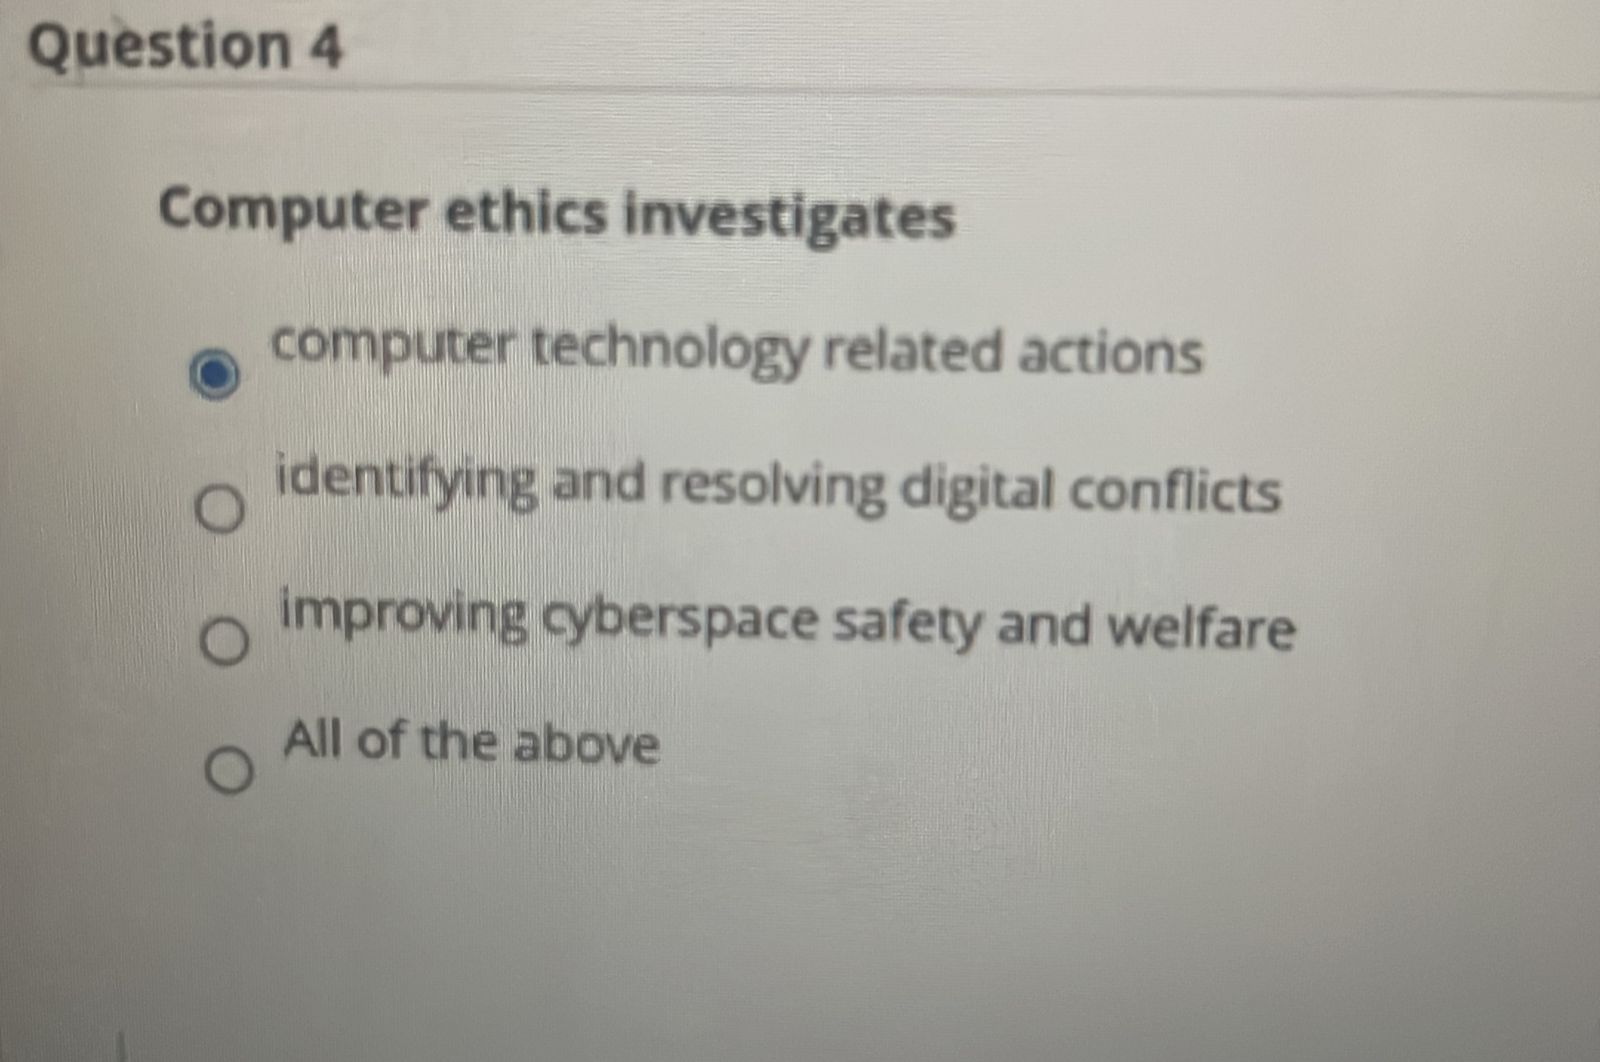 Question 4
Computer ethics investigates
computer technology related actions
identifying and resolving digital conflicts
improving cyberspace safety and welfare
All of the above